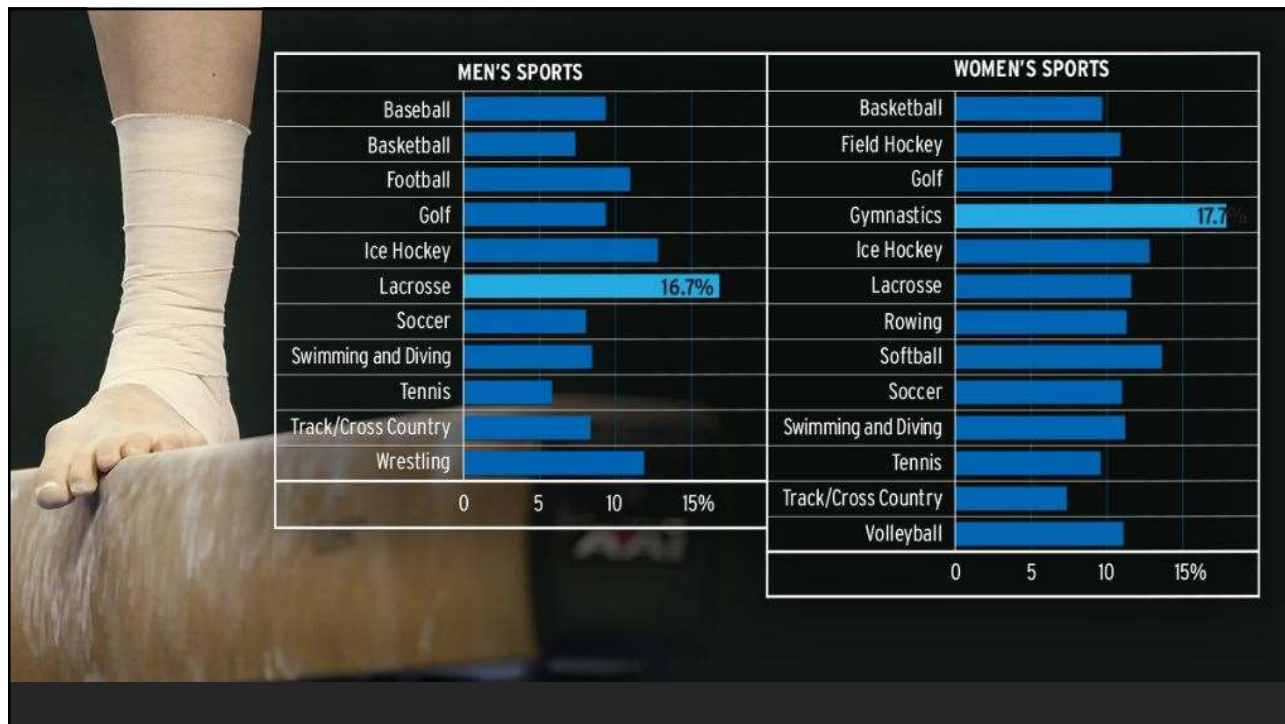 MEN'S SPORTS
Baseball
Basketball
Football
Golf
Ice Hockey
Lacrosse
16.7%
Soccer
Swimming and Diving
Tennis
Track/Cross Country
Wrestling
0 5 10 15%
WOMEN'S SPORTS
Basketball
Field Hockey
Golf
Gymnastics
17.7%
Ice Hockey
Lacrosse
Rowing
Softball
Soccer
Swimming and Diving
Tennis
Track/Cross Country
Volleyball
0 5 10 15%
AAI